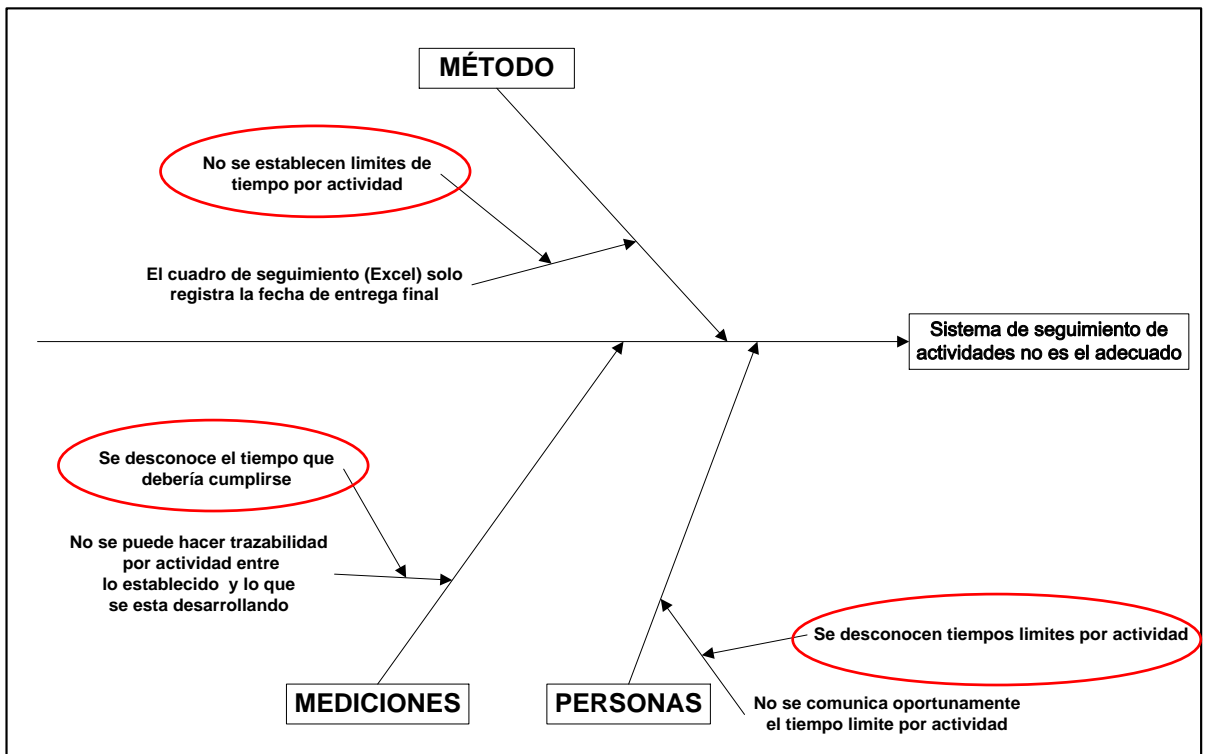 MÉTODO
No se establecen limites de
tiempo por actividad
El cuadro de seguimiento (Excel) solo
registra la fecha de entrega final
Sistema de seguimiento de
actividades no es el adecuado
Se desconoce el tiempo que
debería cumplirse
No se puede hacer trazabilidad
por actividad entre
lo establecido y lo que
se esta desarrollando
Se desconocen tiempos limites por actividad
No se comunica oportunamente
el tiempo limite por actividad
MEDICIONES
PERSONAS